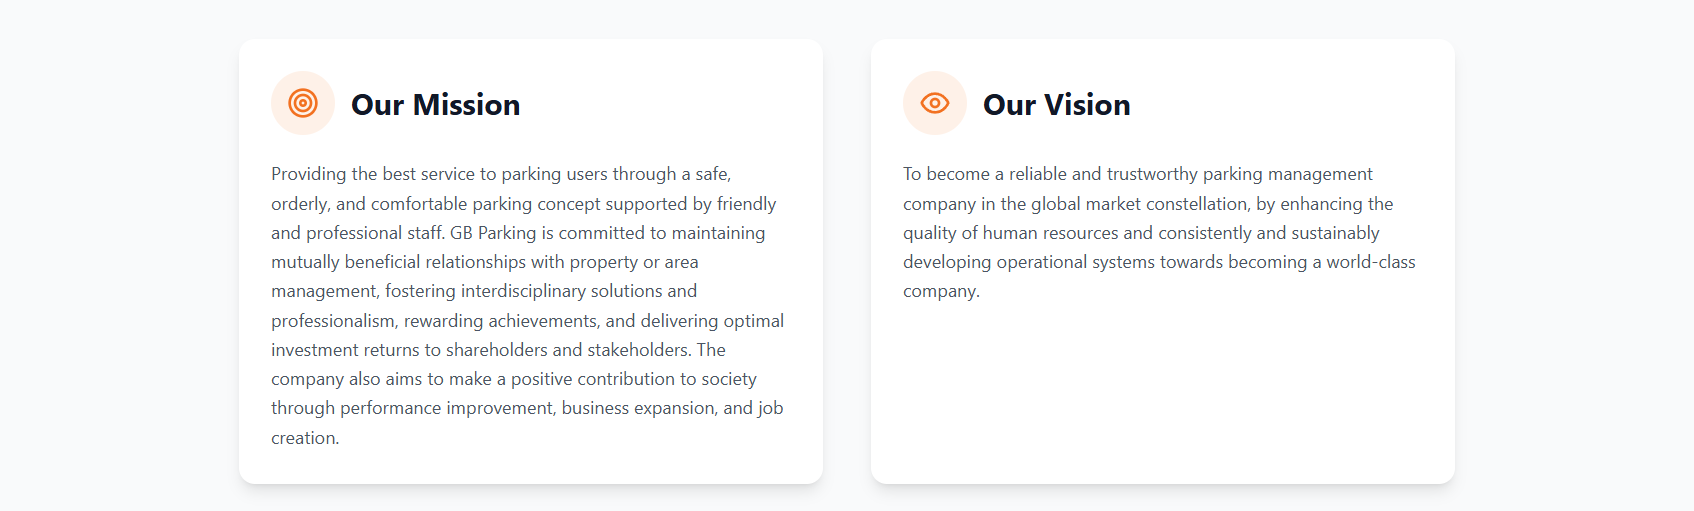 Our Mission
Providing the best service to parking users through a safe,
orderly, and comfortable parking concept supported by friendly
and professional staff. GB Parking is committed to maintaining
mutually beneficial relationships with property or area
management, fostering interdisciplinary solutions and
professionalism, rewarding achievements, and delivering optimal
investment returns to shareholders and stakeholders. The
company also aims to make a positive contribution to society
through performance improvement, business expansion, and job
creation.
Our Vision
To become a reliable and trustworthy parking management
company in the global market constellation, by enhancing the
quality of human resources and consistently and sustainably
developing operational systems towards becoming a world-class
company.